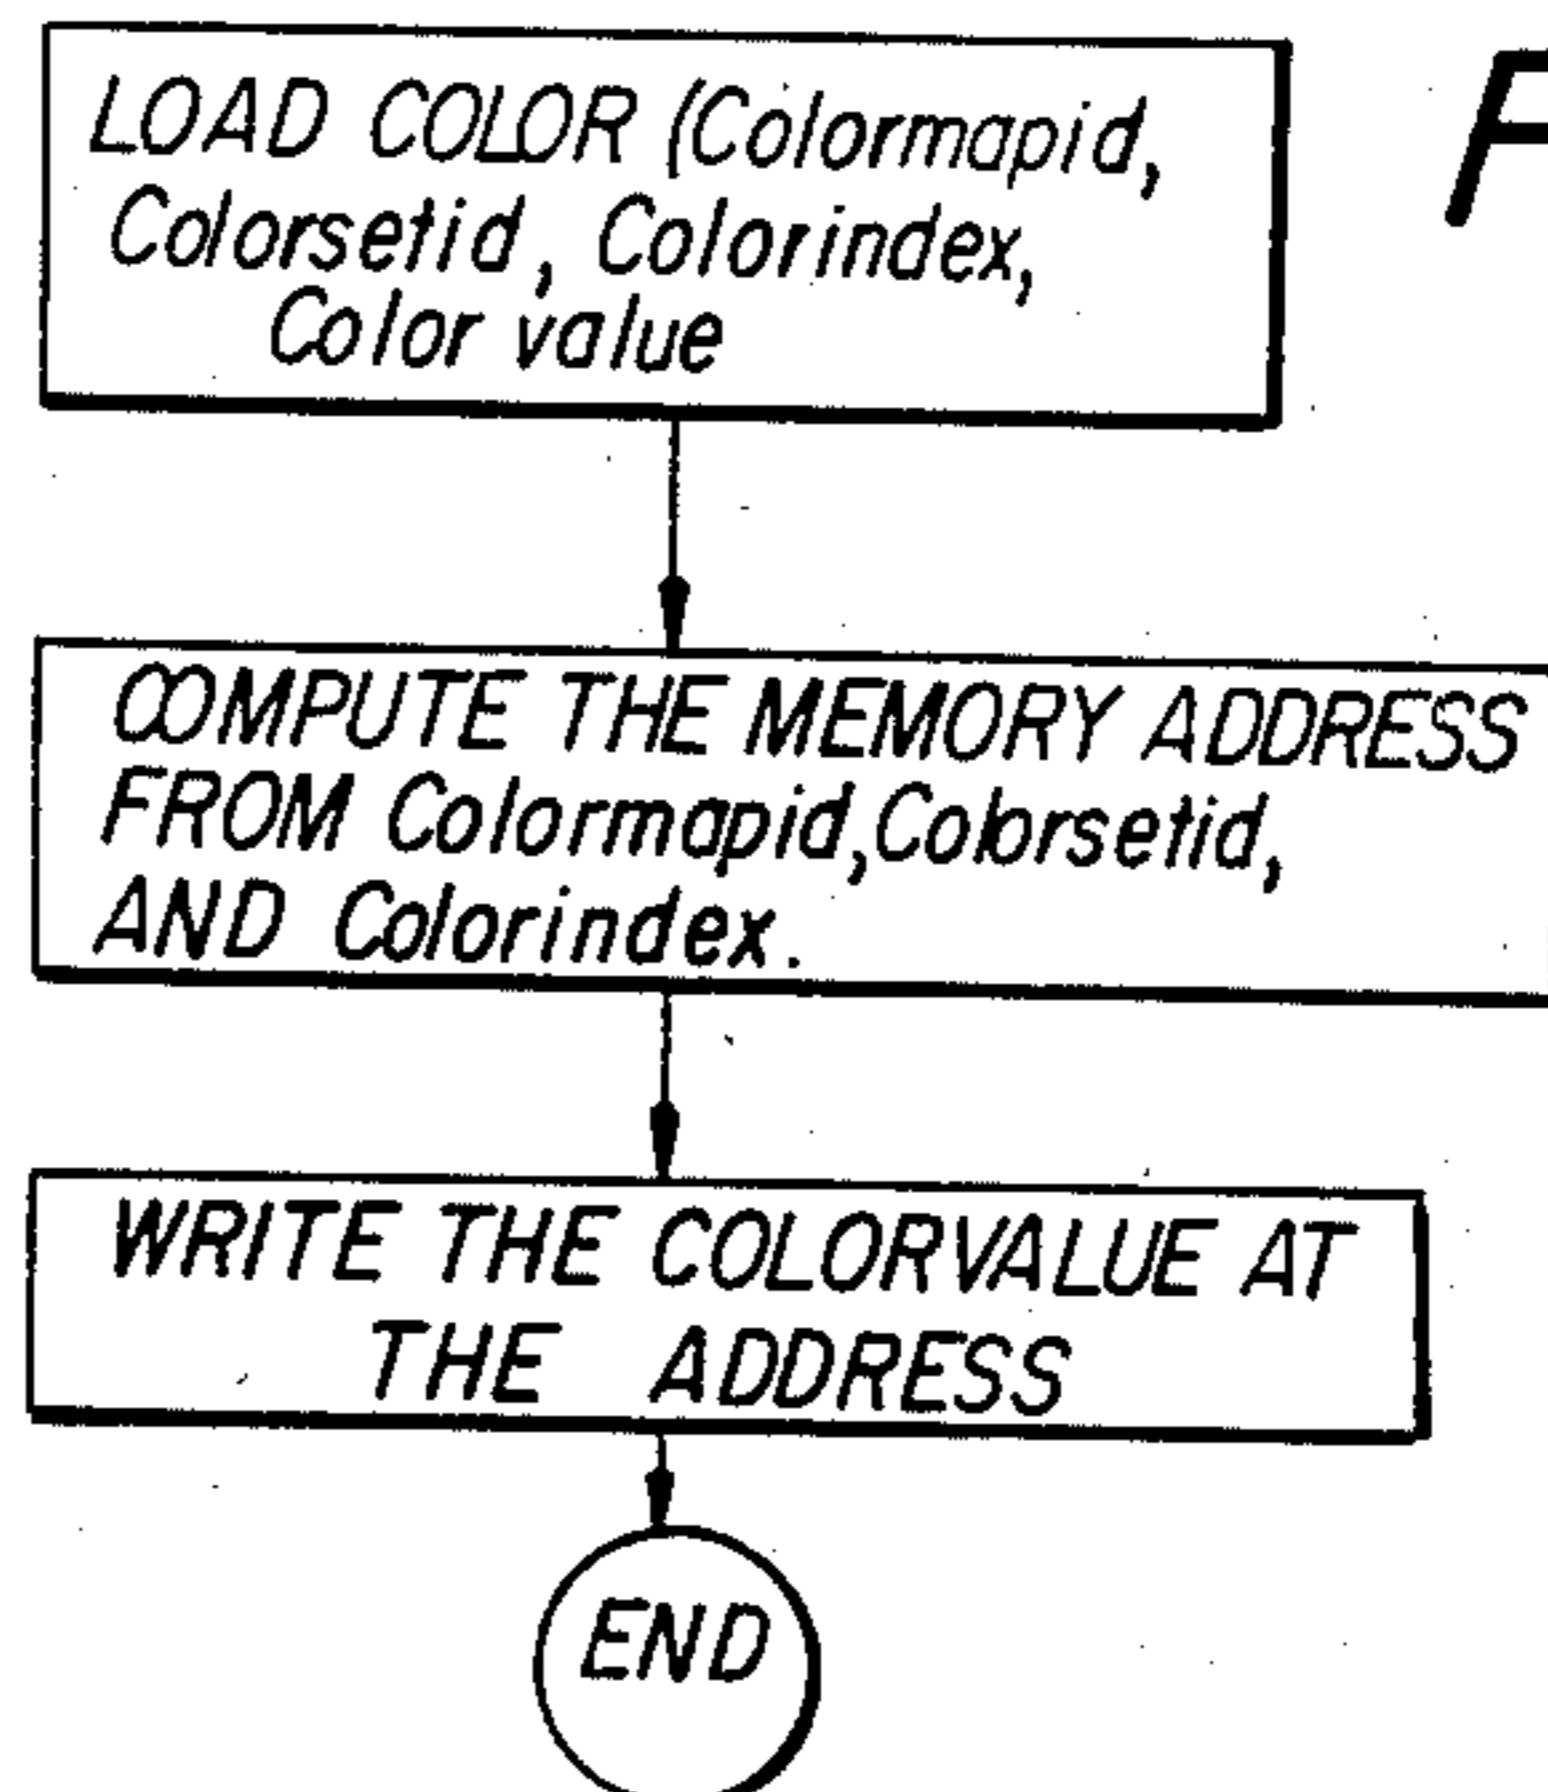 LOAD COLOR (Colormapid,
Colorsetid, Colorindex,
Color value
COMPUTE THE MEMORY ADDRESS
FROM Colormapid, Colorsetid,
AND Colorindex.
WRITE THE COLORVALUE AT
THE ADDRESS
END